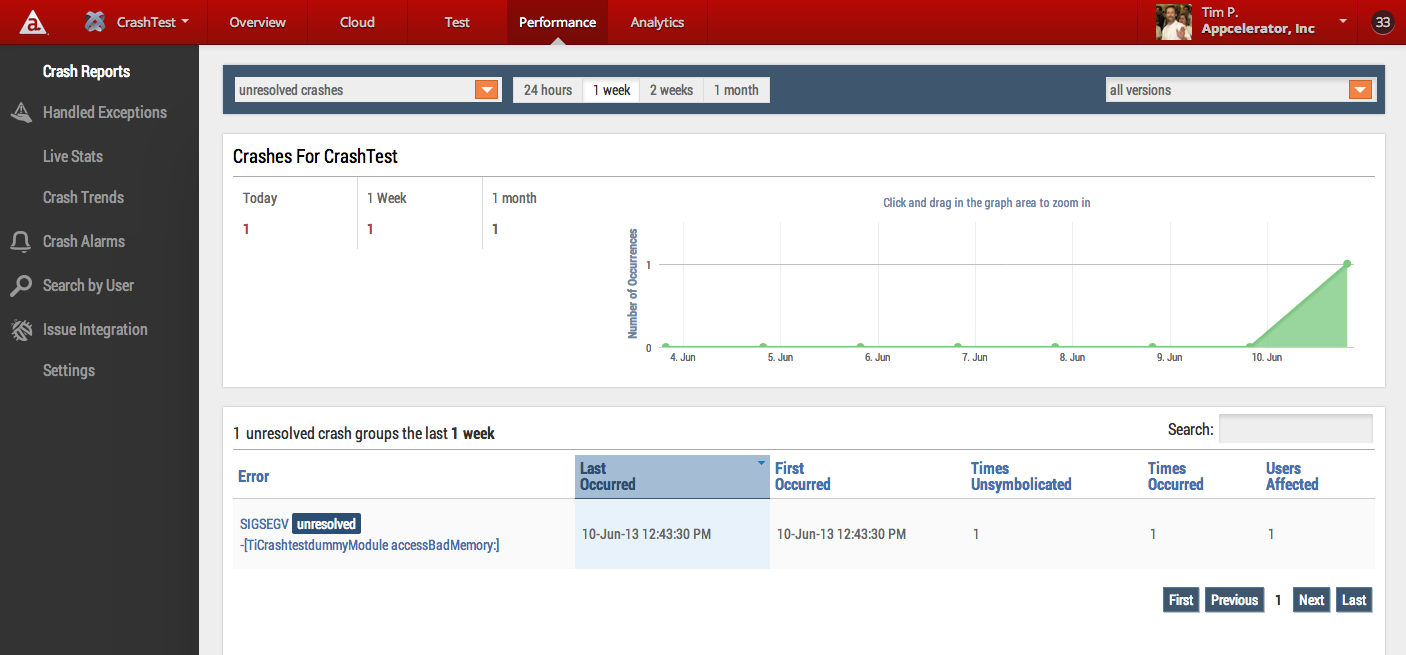 a
CrashTest
Overview
Cloud
Test
Performance
Analytics
Tim P.
Appcelerator, Inc
33
Crash Reports
Handled Exceptions
Live Stats
Crash Trends
Crash Alarms
Search by User
Issue Integration
Settings
unresolved crashes
24 hours
1 week
2 weeks
1 month
all versions
Crashes For CrashTest
Today
1 Week
1 month
1
1
1
Click and drag in the graph area to zoom in
Number of Occurrences
1
0
4. Jun
5. Jun
6. Jun
7. Jun
8. Jun
9. Jun
10. Jun
1 unresolved crash groups the last 1 week
Search:
Error
Last
Occurred
First
Occurred
Times
Unsymbolicated
Times
Occurred
Users
Affected
SIGSEGV unresolved
-[TiCrashtestdummyModule accessBadMemory:]
10-Jun-13 12:43:30 PM
10-Jun-13 12:43:30 PM
1
1
1
First
Previous
1
Next
Last